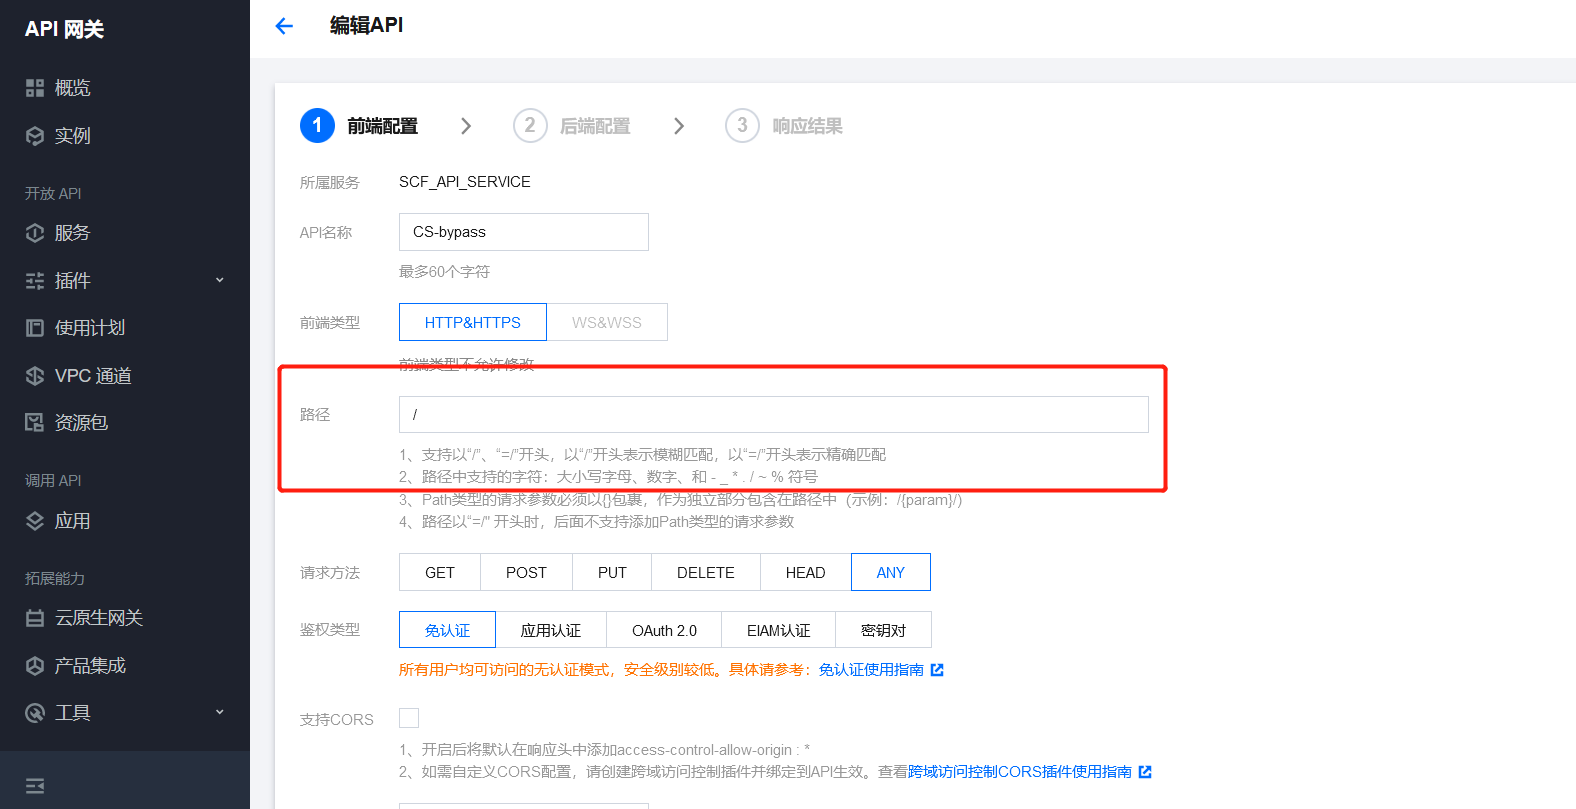 API 网关
概览
实例
开放 API
服务
插件
使用计划
VPC 通道
资源包
调用 API
应用
拓展能力
云原生网关
产品集成
工具
编辑API
1 前端配置 2 后端配置 3 响应结果
所属服务 SCF_API_SERVICE
API名称 CS-bypass
最多60个字符
前端类型 HTTP&HTTPS WS&WSS
前端类型不允许修改
路径 /
1、支持以“/”、“=/”开头，以“/”开头表示模糊匹配，以“=/”开头表示精确匹配
2、路径中支持的字符：大小写字母、数字、和 - _ * . / ~ % 符号
3、Path类型的请求参数必须以{}包裹，作为独立部分包含在路径中（示例：/{param}/）
4、路径以“=/” 开头时，后面不支持添加Path类型的请求参数
请求方法 GET POST PUT DELETE HEAD ANY
鉴权类型 免认证 应用认证 OAuth 2.0 EIAM认证 密钥对
所有用户均可访问的无认证模式，安全级别较低。具体请参考：免认证使用指南
支持CORS
1、开启后将默认在响应头中添加access-control-allow-origin : *
2、如需自定义CORS配置，请创建跨域访问控制插件并绑定到API生效。查看跨域访问控制CORS插件使用指南